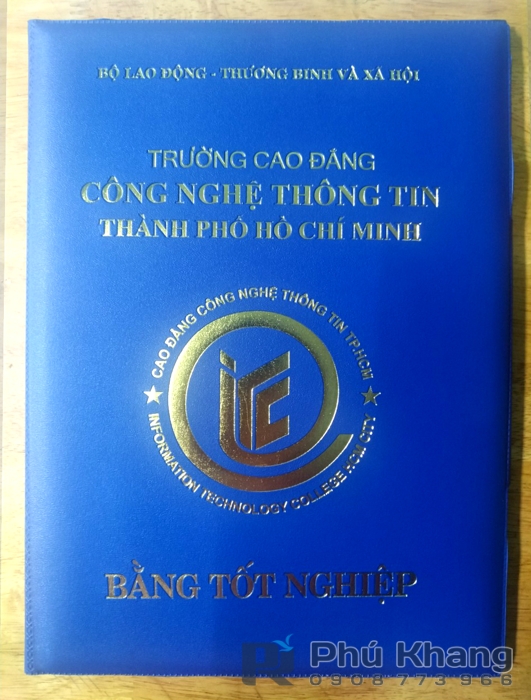 BỘ LAO ĐỘNG - THƯƠNG BINH VÀ XÃ HỘI
TRƯỜNG CAO ĐẲNG
CÔNG NGHỆ THÔNG TIN
THÀNH PHỐ HỒ CHÍ MINH
★ CAO ĐẲNG CÔNG NGHỆ THÔNG TIN TP.HCM ★
ITC
INFORMATION TECHNOLOGY COLLEGE HCM CITY
BẰNG TỐT NGHIỆP
Phú Khang
0908 773 966